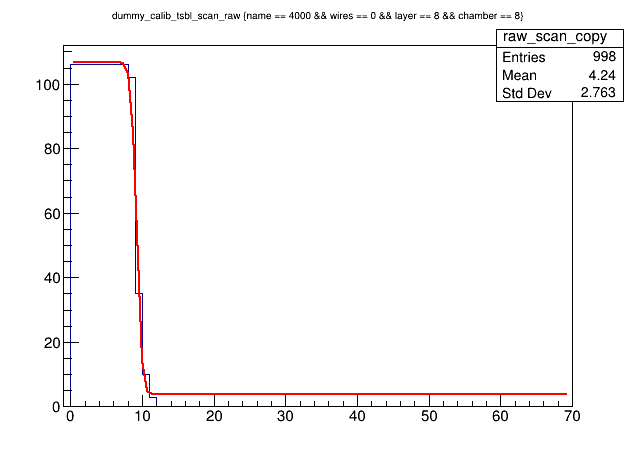 dummy_calib_tsbl_scan_raw {name == 4000 && wires == 0 && layer == 8 && chamber == 8}
raw_scan_copy
Entries 998
Mean 4.24
Std Dev 2.763
100
80
60
40
20
0
0 10 20 30 40 50 60 70